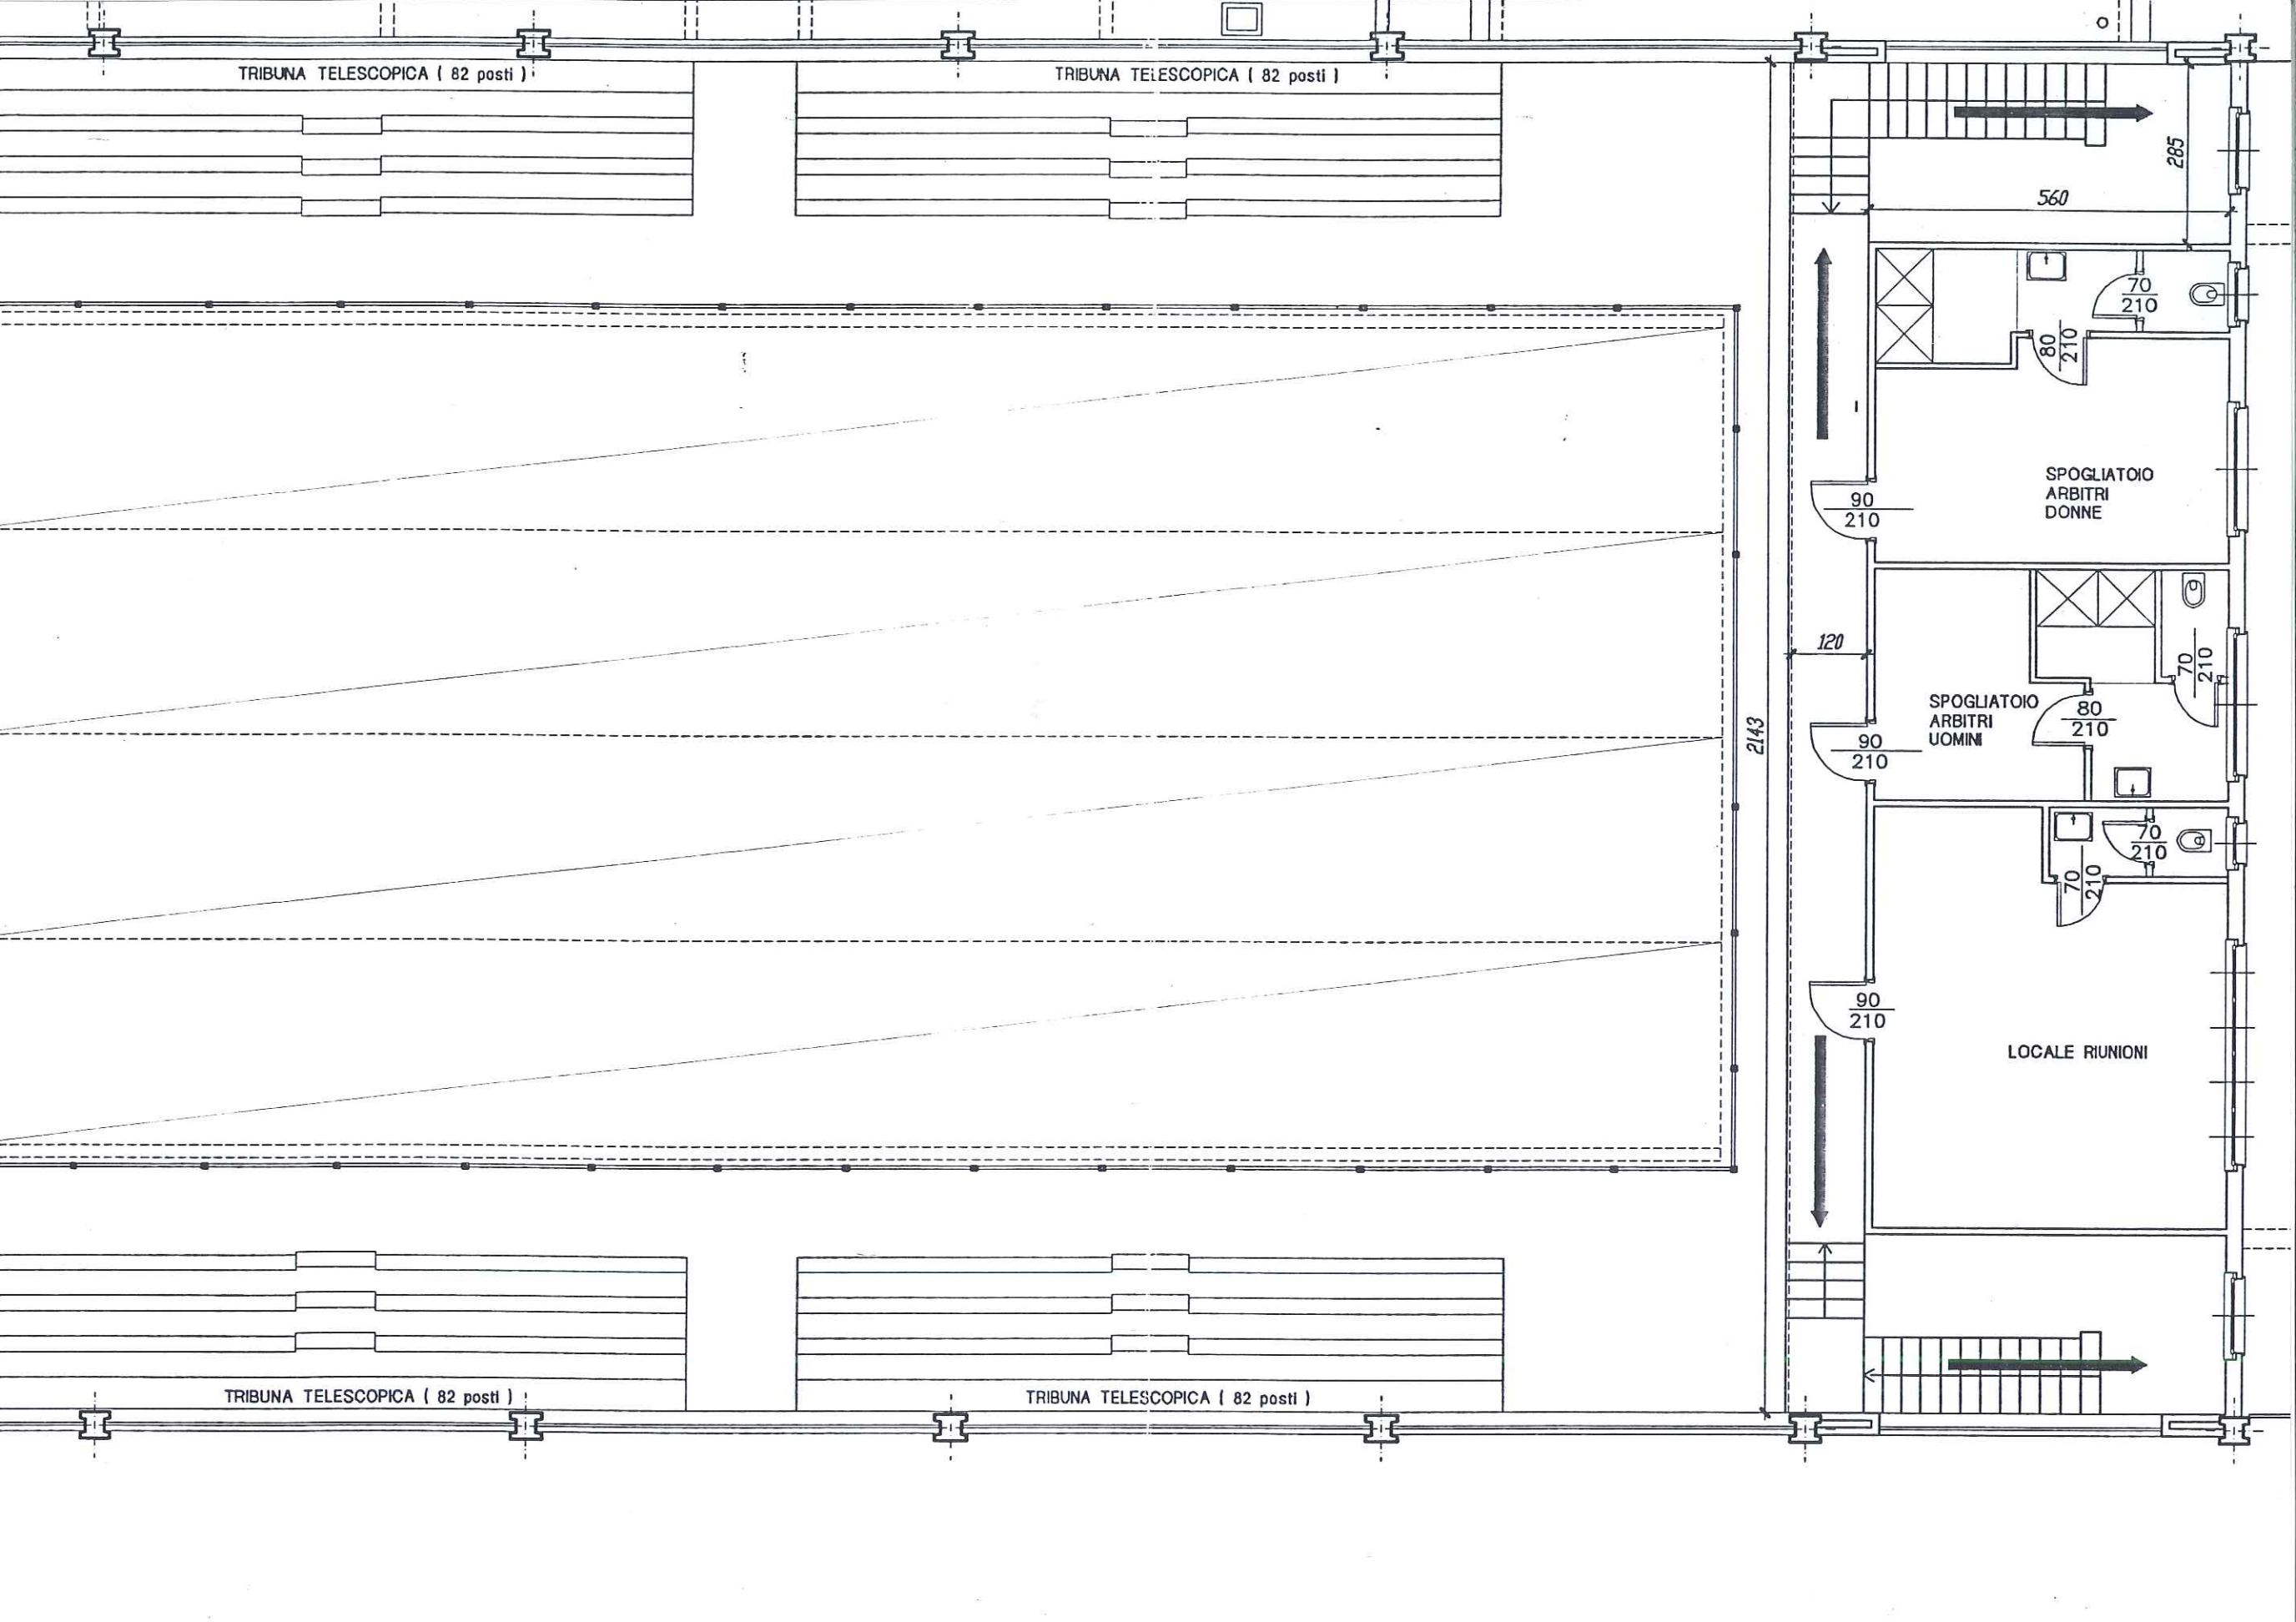 TRIBUNA TELESCOPICA ( 82 posti )
TRIBUNA TELESCOPICA ( 82 posti )
285
560
70
210
80
210
SPOGLIATOIO
ARBITRI
DONNE
90
210
120
70
210
SPOGLIATOIO
ARBITRI
UOMINI
80
210
90
210
2143
70
210
70
210
90
210
LOCALE RIUNIONI
TRIBUNA TELESCOPICA ( 82 posti )
TRIBUNA TELESCOPICA ( 82 posti )